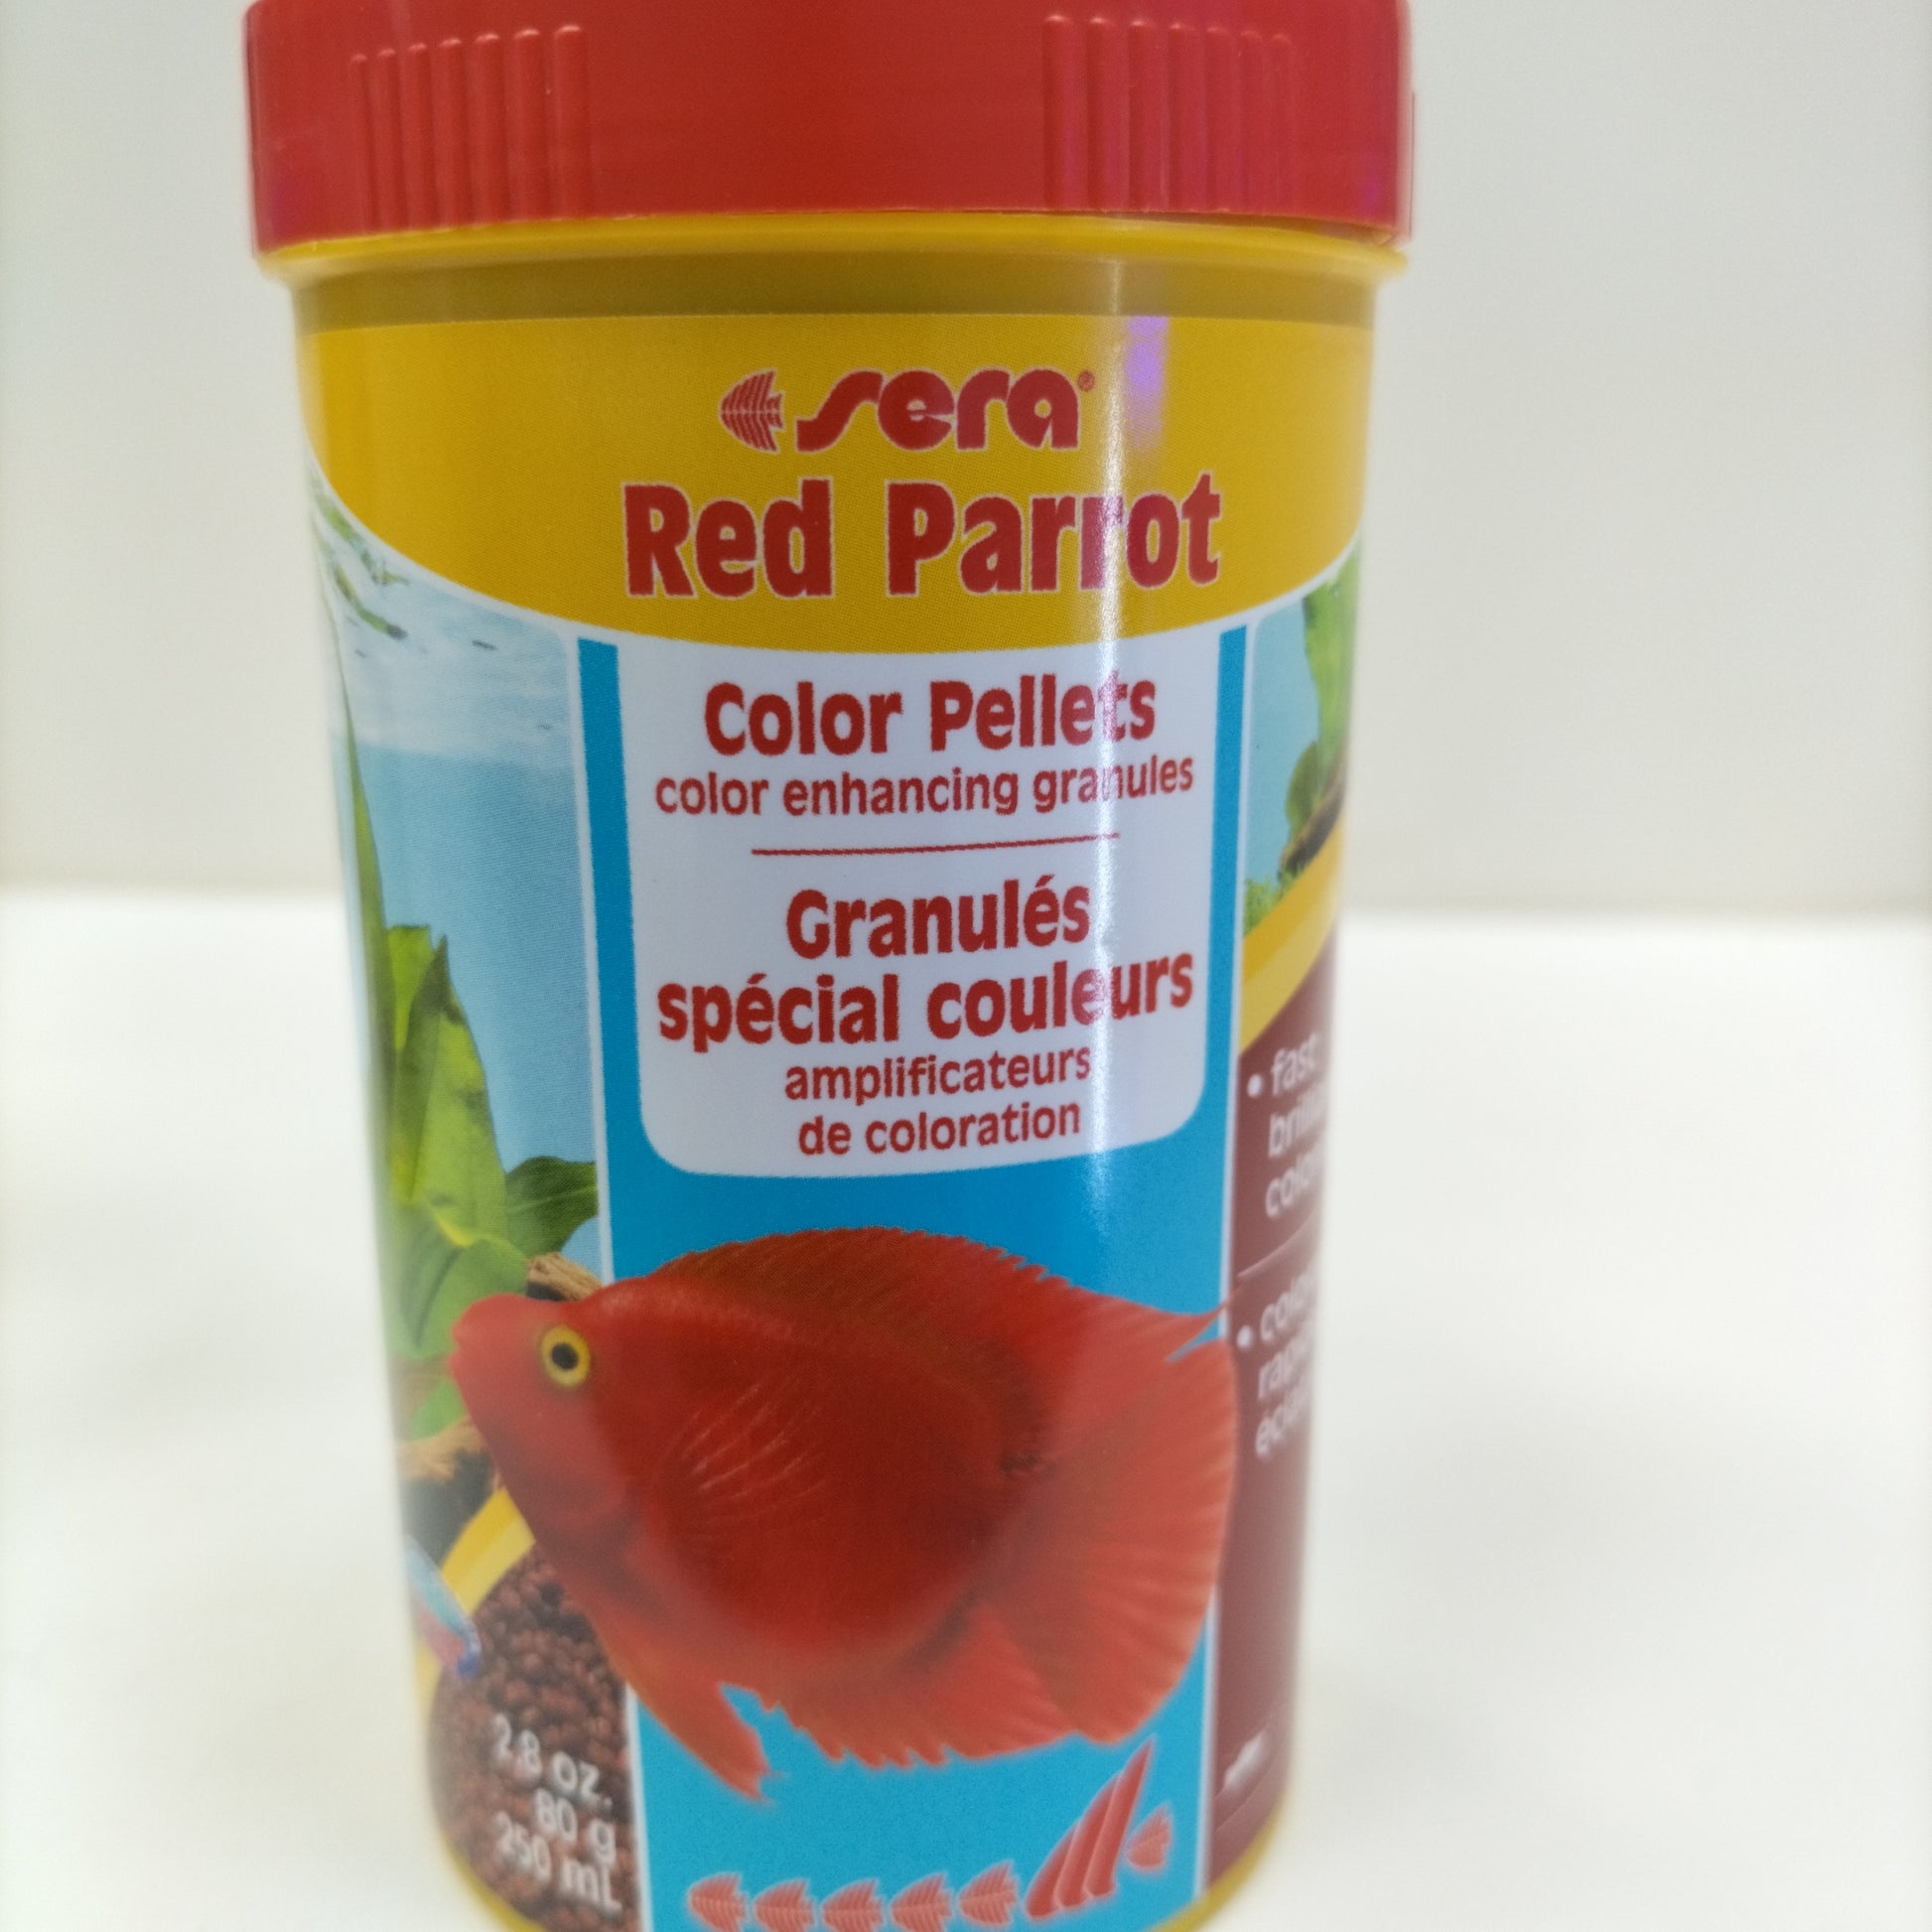 sera®
Red Parrot
Color Pellets
color enhancing granules
Granulés
spécial couleurs
amplificateurs
de coloration
• fast
2.8 oz.
80 g
250 mL